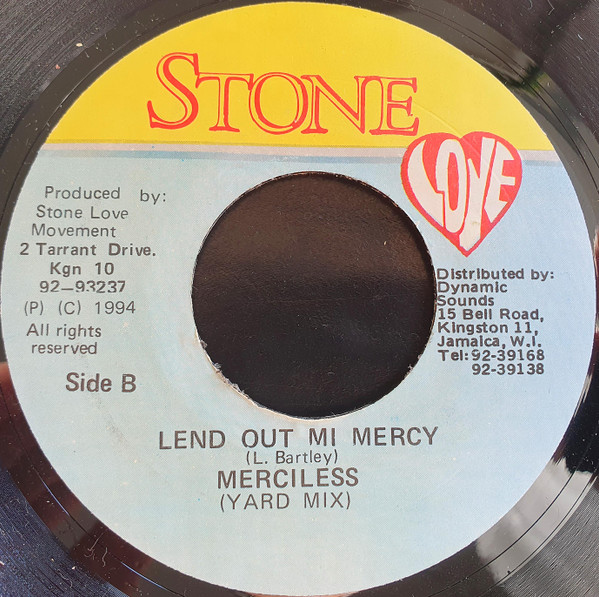 STONE
LOVE
Produced by:
Stone Love
Movement
2 Tarrant Drive.
Kgn 10
92-93237
(P) (C) 1994
All rights
reserved
Side B
Distributed by:
Dynamic
Sounds
15 Bell Road,
Kingston 11,
Jamaica, W.I.
Tel: 92-39168
92-39138
LEND OUT MI MERCY
(L. Bartley)
MERCILESS
(YARD MIX)